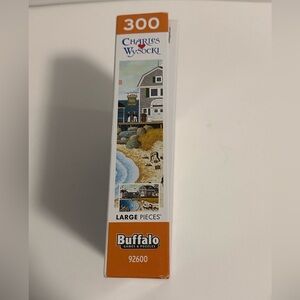 300
CHARLES
WYSOCKI
LARGE PIECES
Buffalo
GAMES & PUZZLES
92600